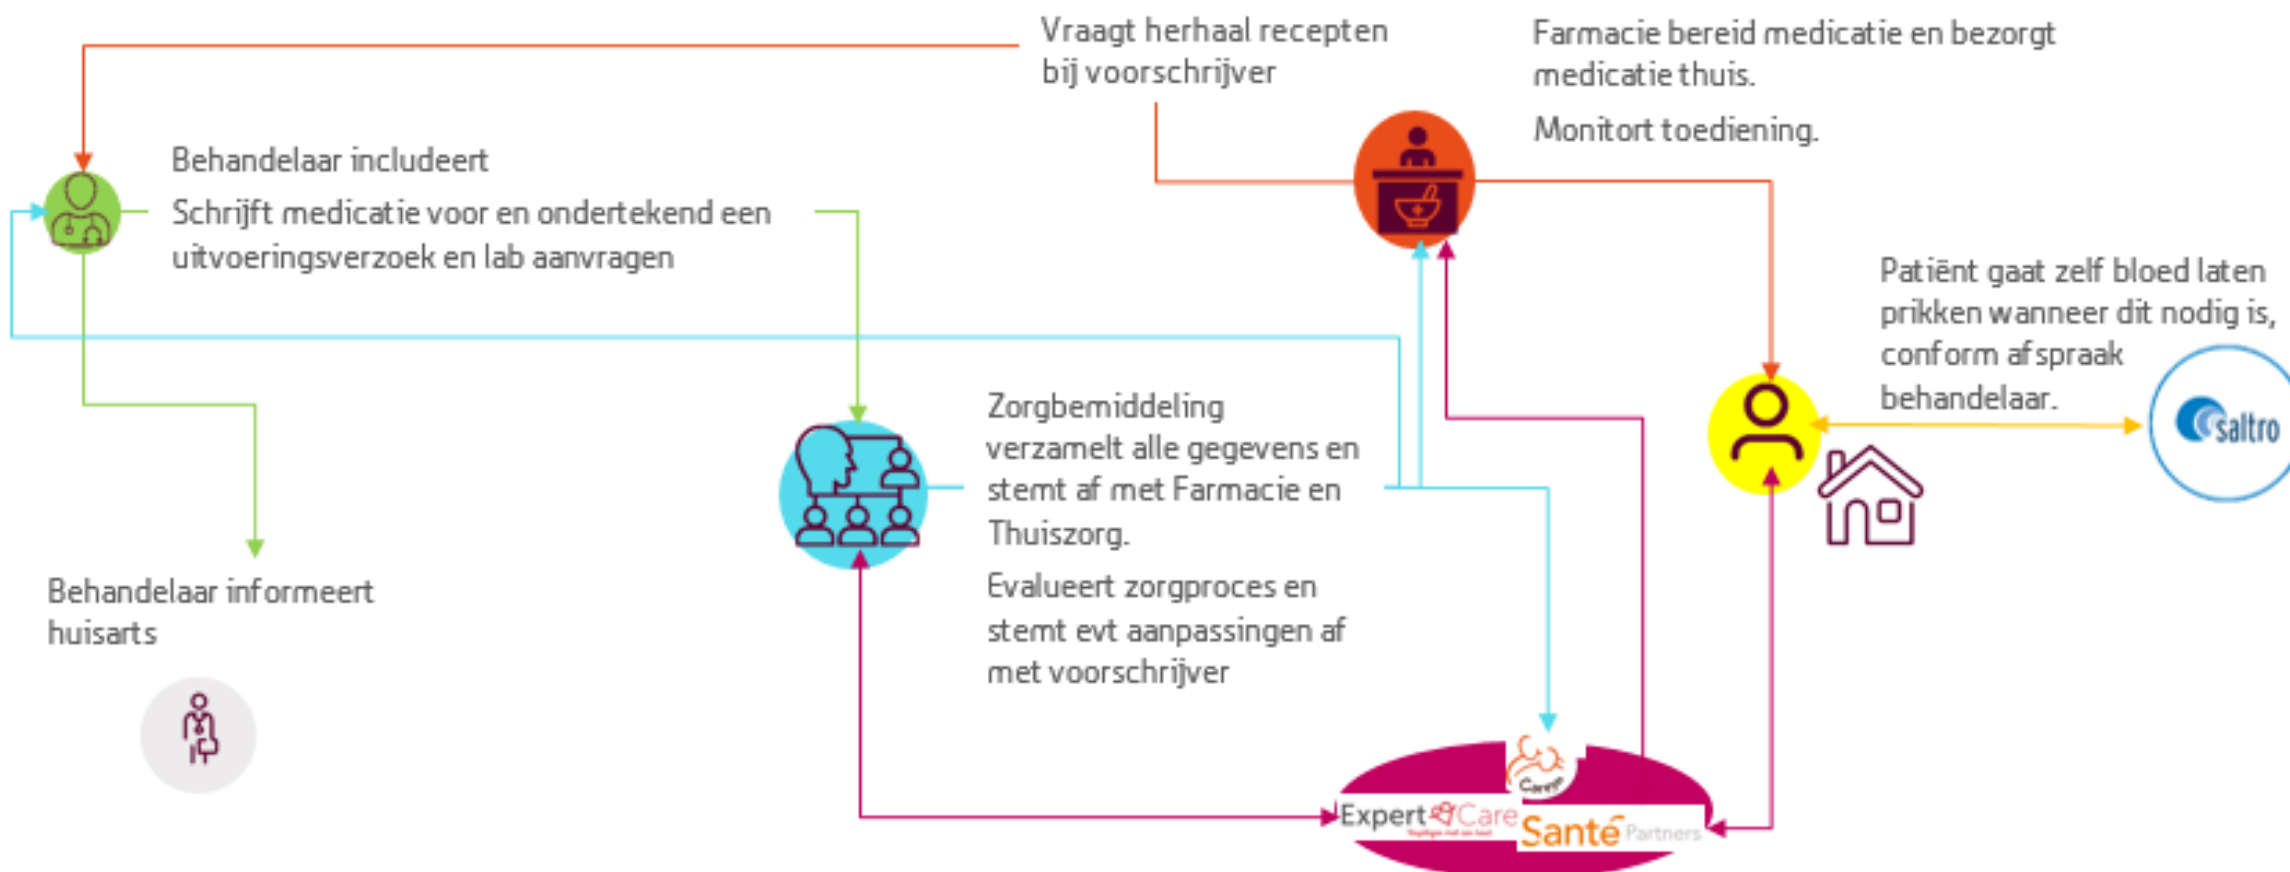 Vraagt herhaal recepten
bij voorschrijver
Farmacie bereid medicatie en bezorgt
medicatie thuis.
Monitort toediening.
Behandelaar includeert
Schrijft medicatie voor en ondertekend een
uitvoeringsverzoek en lab aanvragen
Patiënt gaat zelf bloed laten
prikken wanneer dit nodig is,
conform afspraak
behandelaar.
saltro
Zorgbemiddeling
verzamelt alle gegevens en
stemt af met Farmacie en
Thuiszorg.
Evalueert zorgproces en
stemt evt aanpassingen af
met voorschrijver
Behandelaar informeert
huisarts
Expert Care
Santé Partners